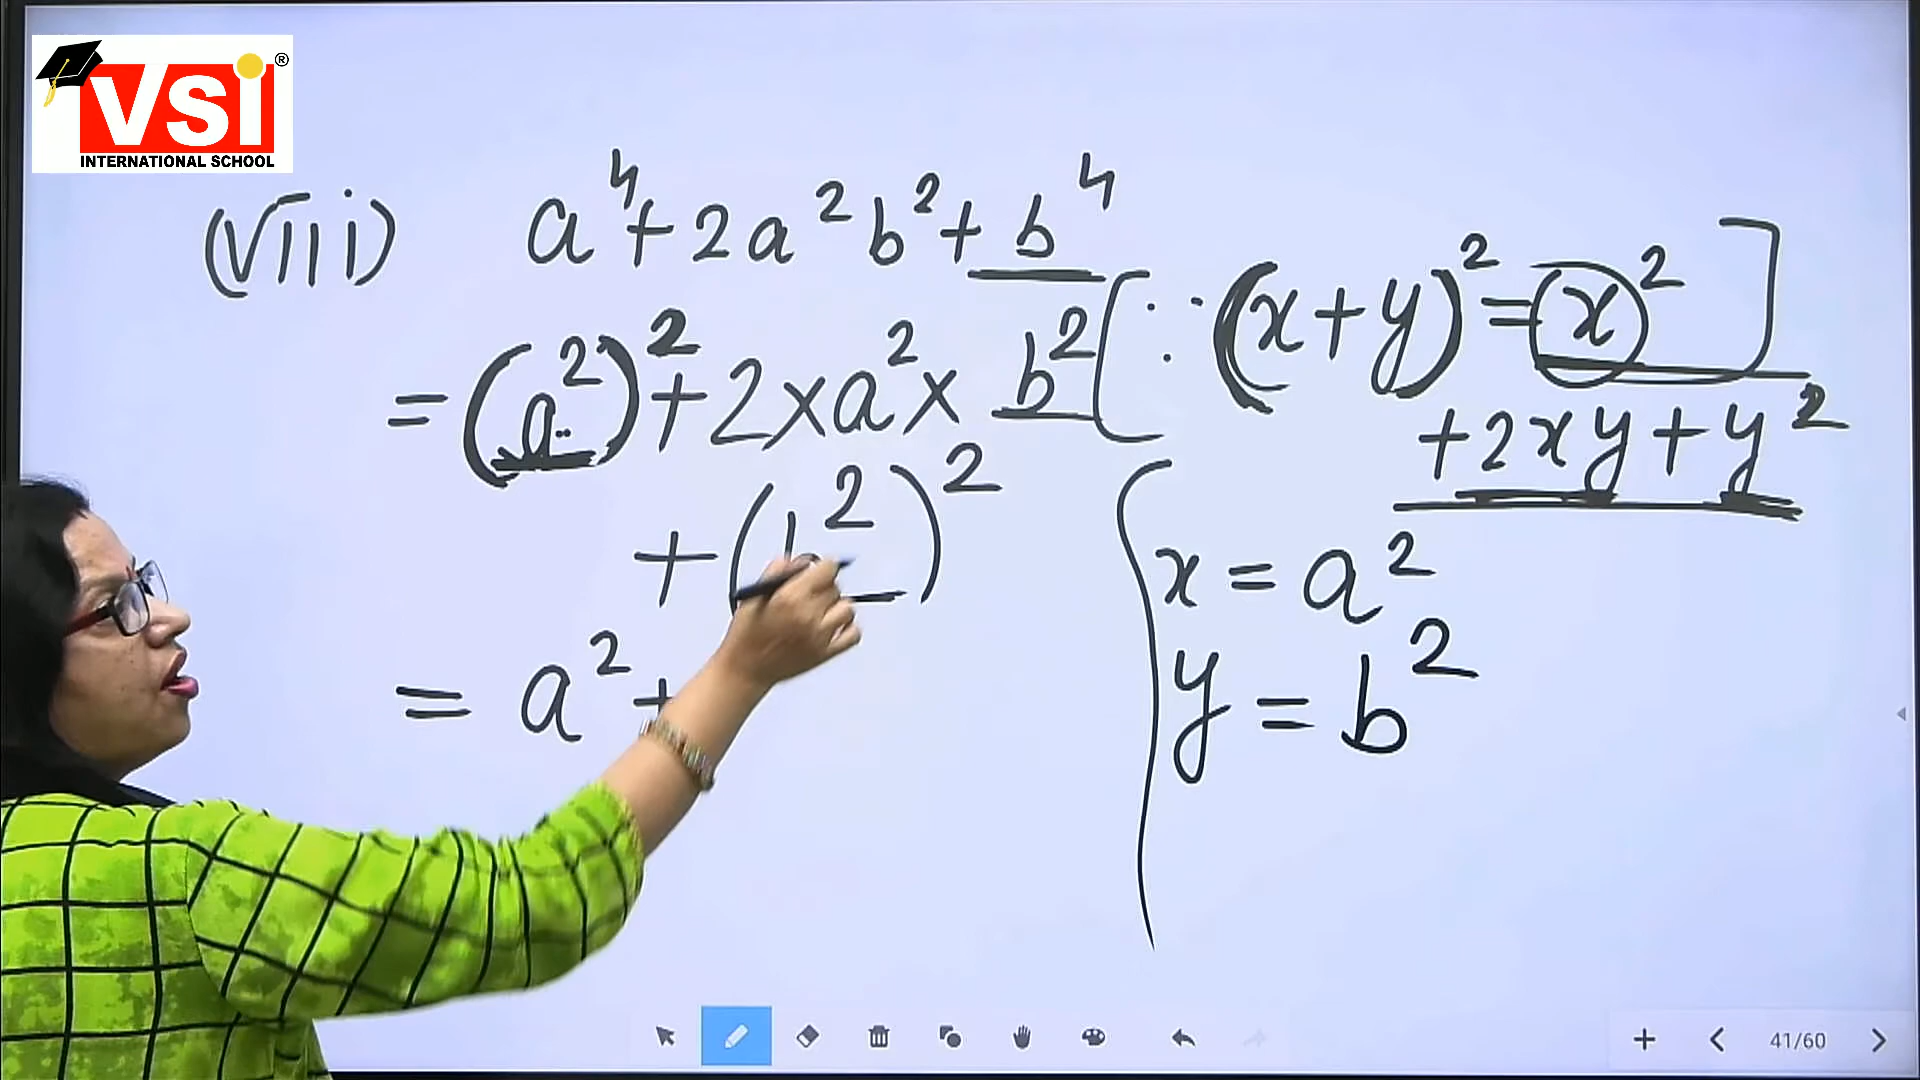 VSI ®
INTERNATIONAL SCHOOL
(viii) a⁴ + 2a²b² + b⁴
= (a²)² + 2×a²× b² [∵ (x+y)² = x²
+2xy + y²]
+ (b²)²
x = a²
y = b²
= a² +
41/60